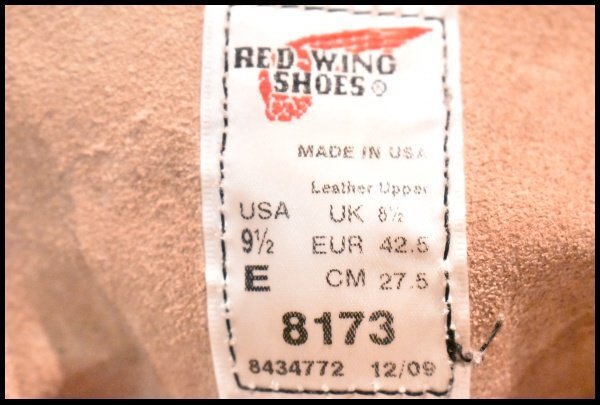 RED WING
SHOES ®
MADE IN USA
Leather Upper
USA UK 8½
9½ EUR 42.5
E CM 27.5
8173
8434772 12/09